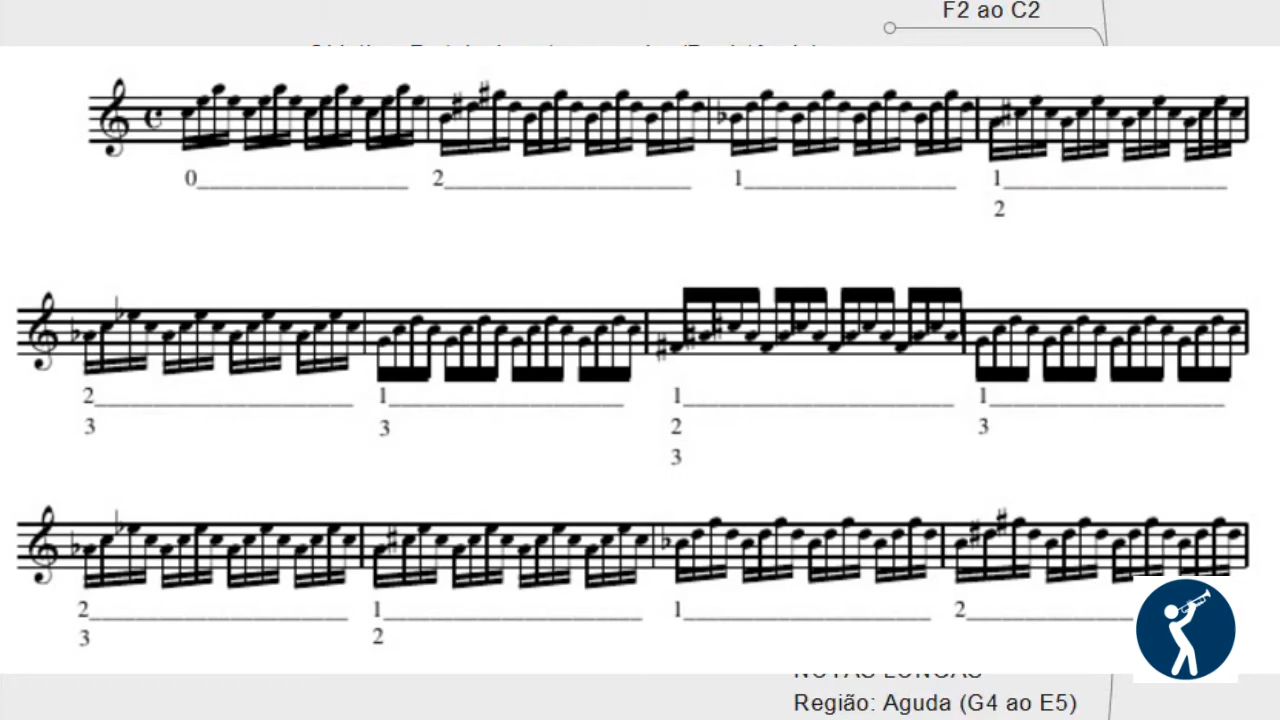 F2 ao C2
0 2 1 1
2
2 1 1 1
3 3 2 3
3
2 1 1 2
3 2
Região: Aguda (G4 ao E5)